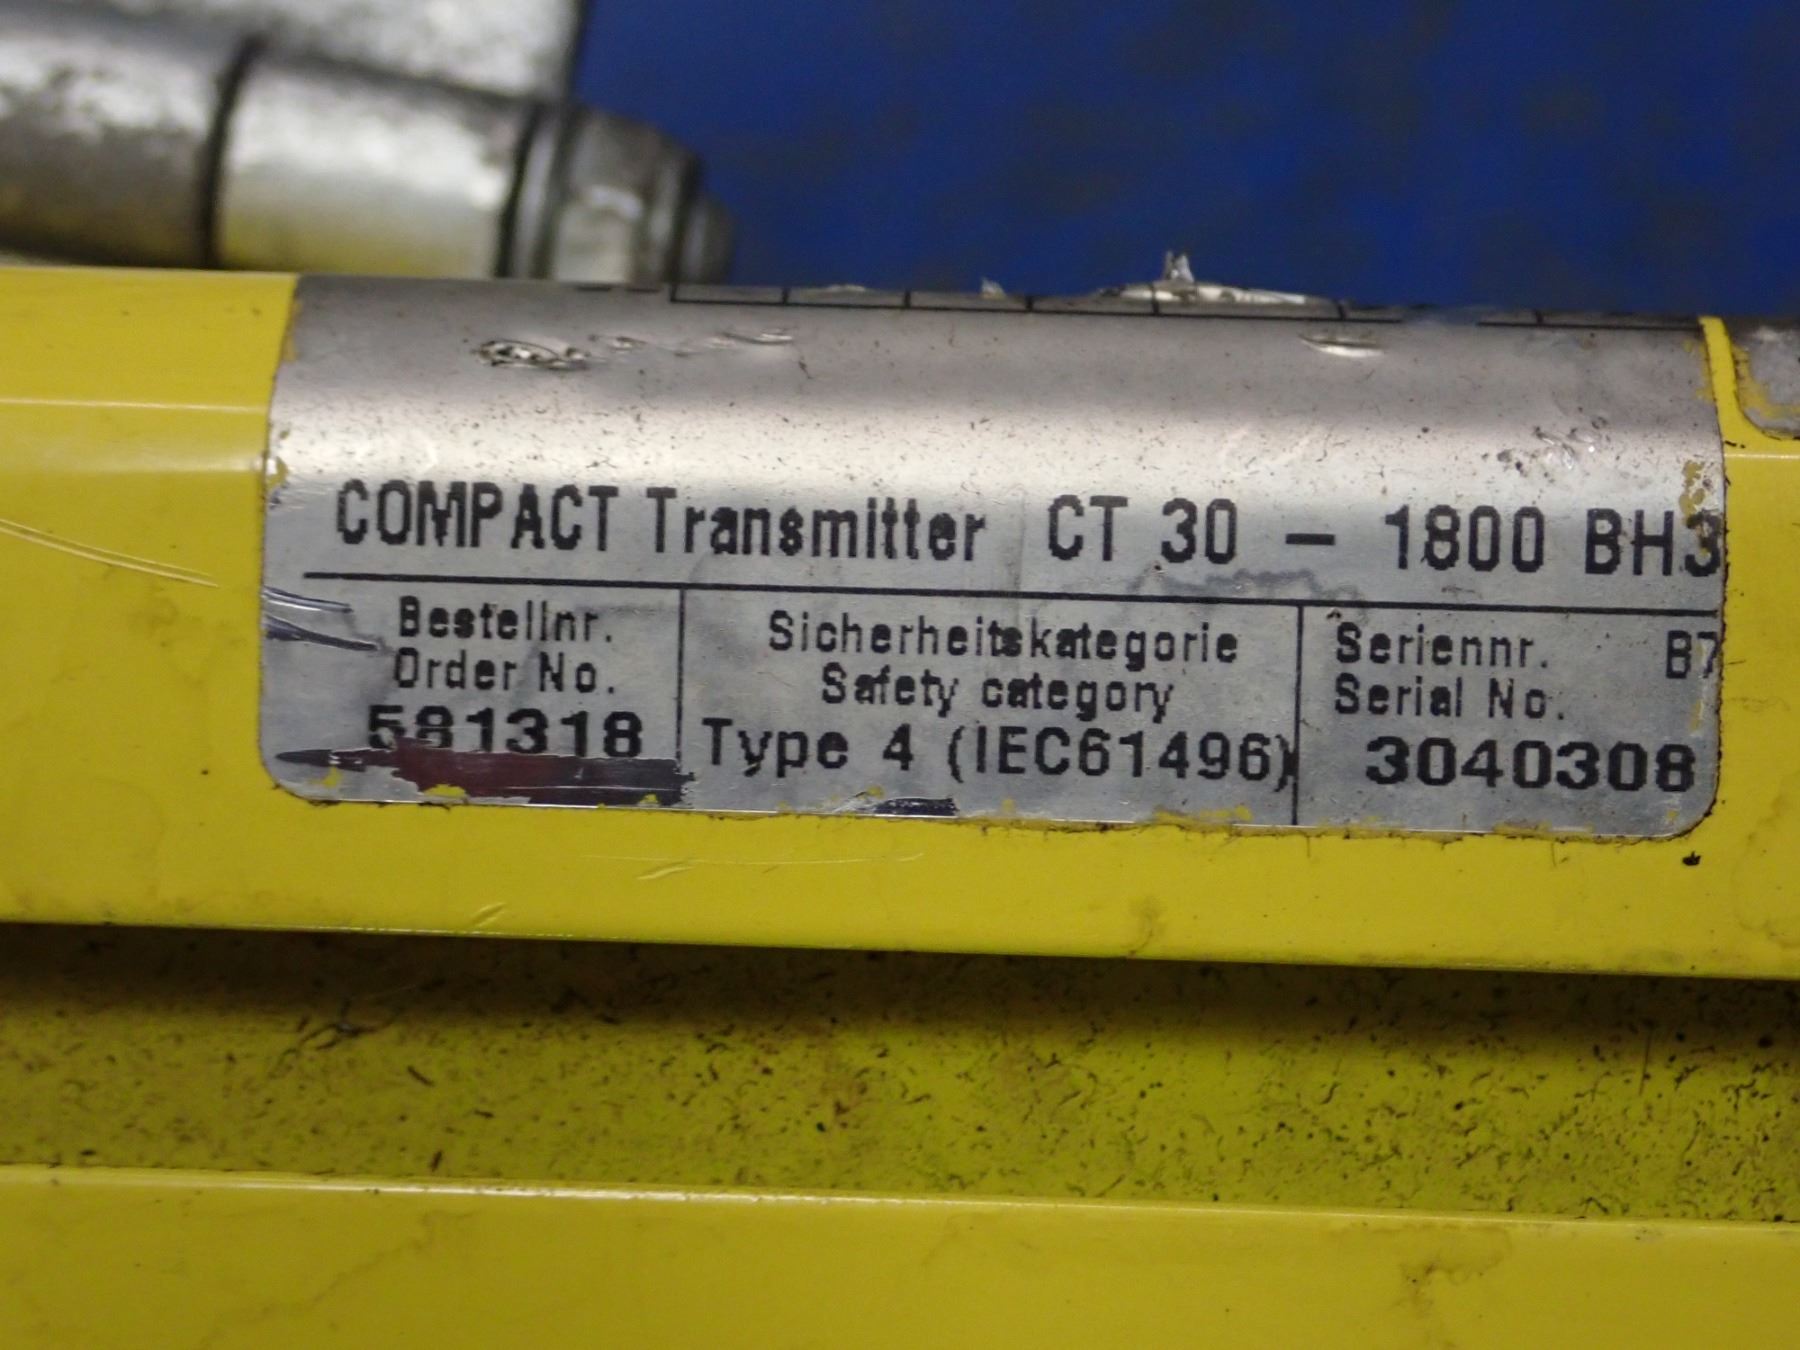 COMPACT Transmitter CT 30 - 1800 BH3
Bestellnr.
Order No.
581318
Sicherheitskategorie
Safety category
Type 4 (IEC61496)
Seriennr. B7
Serial No.
3040308